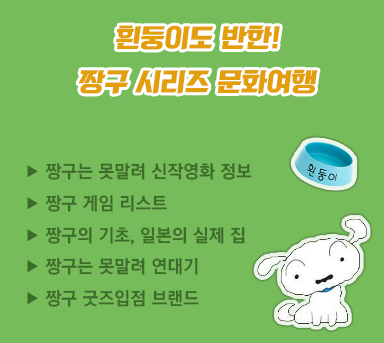 흰둥이도 반한!
짱구 시리즈 문화여행
▶ 짱구는 못말려 신작영화 정보
흰둥이
▶ 짱구 게임 리스트
▶ 짱구의 기초, 일본의 실제 집
▶ 짱구는 못말려 연대기
▶ 짱구 굿즈입점 브랜드